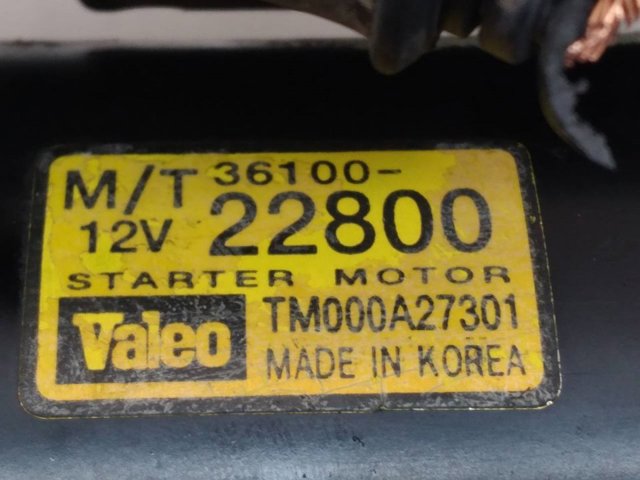 M/T 36100-
12V 22800
STARTER MOTOR
Valeo TM000A27301
MADE IN KOREA